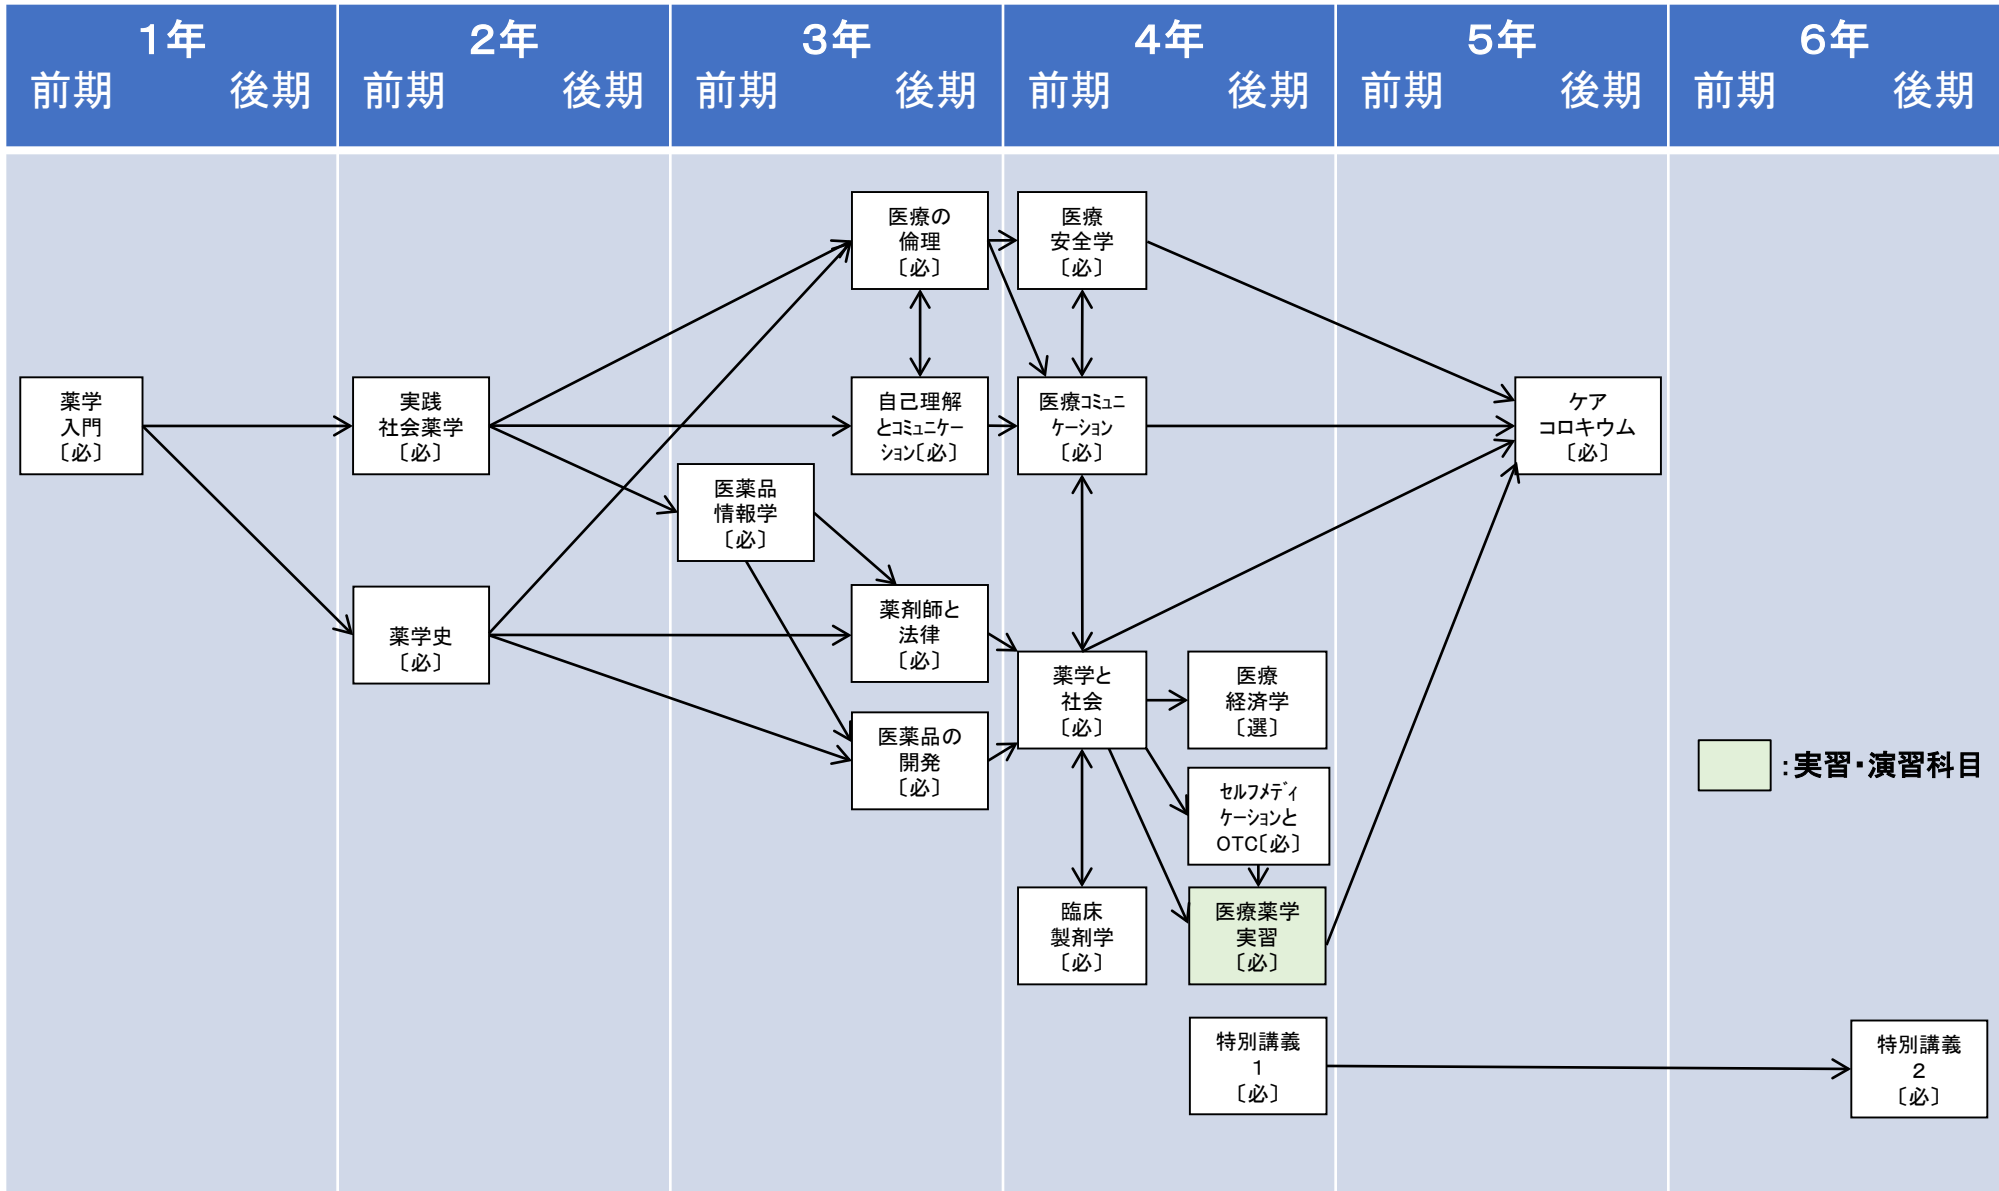 １年
前期 後期
２年
前期 後期
３年
前期 後期
４年
前期 後期
５年
前期 後期
６年
前期 後期
薬学
入門
〔必〕
実践
社会薬学
〔必〕
薬学史
〔必〕
医薬品
情報学
〔必〕
医療の
倫理
〔必〕
自己理解
とｺﾐｭﾆｹｰ
ｼｮﾝ〔必〕
薬剤師と
法律
〔必〕
医薬品の
開発
〔必〕
医療
安全学
〔必〕
医療ｺﾐｭﾆ
ｹｰｼｮﾝ
〔必〕
薬学と
社会
〔必〕
臨床
製剤学
〔必〕
医療
経済学
〔選〕
ｾﾙﾌﾒﾃﾞｨ
ｹｰｼｮﾝと
OTC〔必〕
医療薬学
実習
〔必〕
特別講義
１
〔必〕
ケア
コロキウム
〔必〕
：実習・演習科目
特別講義
２
〔必〕